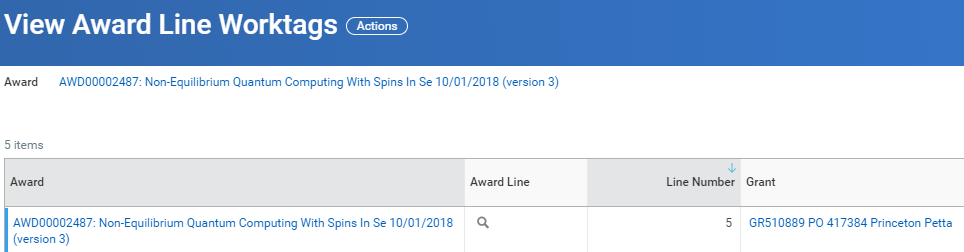 View Award Line Worktags Actions
Award AWD00002487: Non-Equilibrium Quantum Computing With Spins In Se 10/01/2018 (version 3)
5 items
Award Award Line Line Number Grant
AWD00002487: Non-Equilibrium Quantum Computing With Spins In Se 10/01/2018 5 GR510889 PO 417384 Princeton Petta
(version 3)